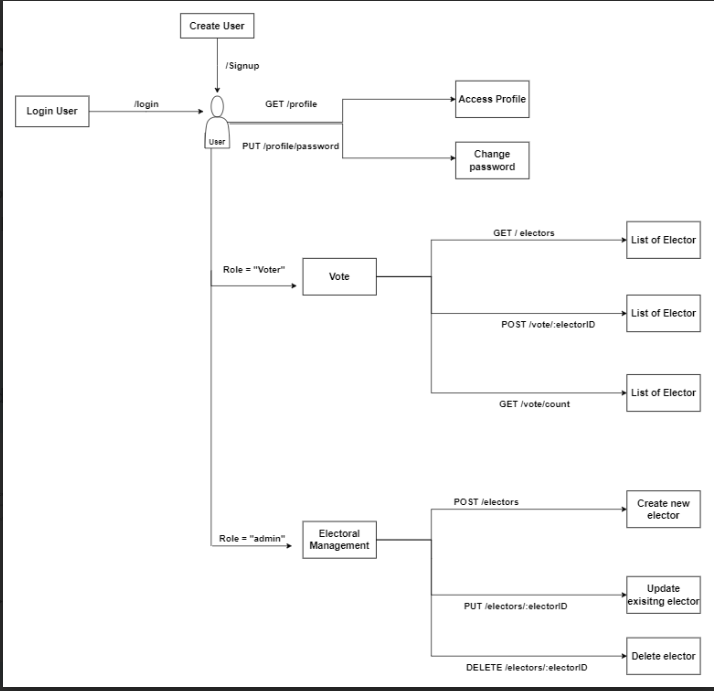 Create User
/Signup
Login User
/login
User
GET /profile
Access Profile
PUT /profile/password
Change
password
GET / electors
List of Elector
Role = "Voter"
Vote
POST /vote/:electorID
List of Elector
GET /vote/count
List of Elector
POST /electors
Create new
elector
Role = "admin"
Electoral
Management
PUT /electors/:electorID
Update
exisitng elector
DELETE /electors/:electorID
Delete elector